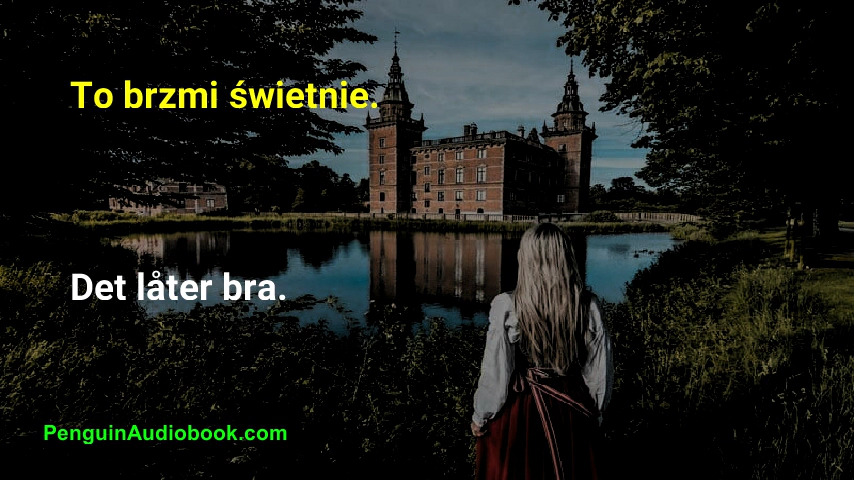 To brzmi świetnie.
Det låter bra.
PenguinAudiobook.com